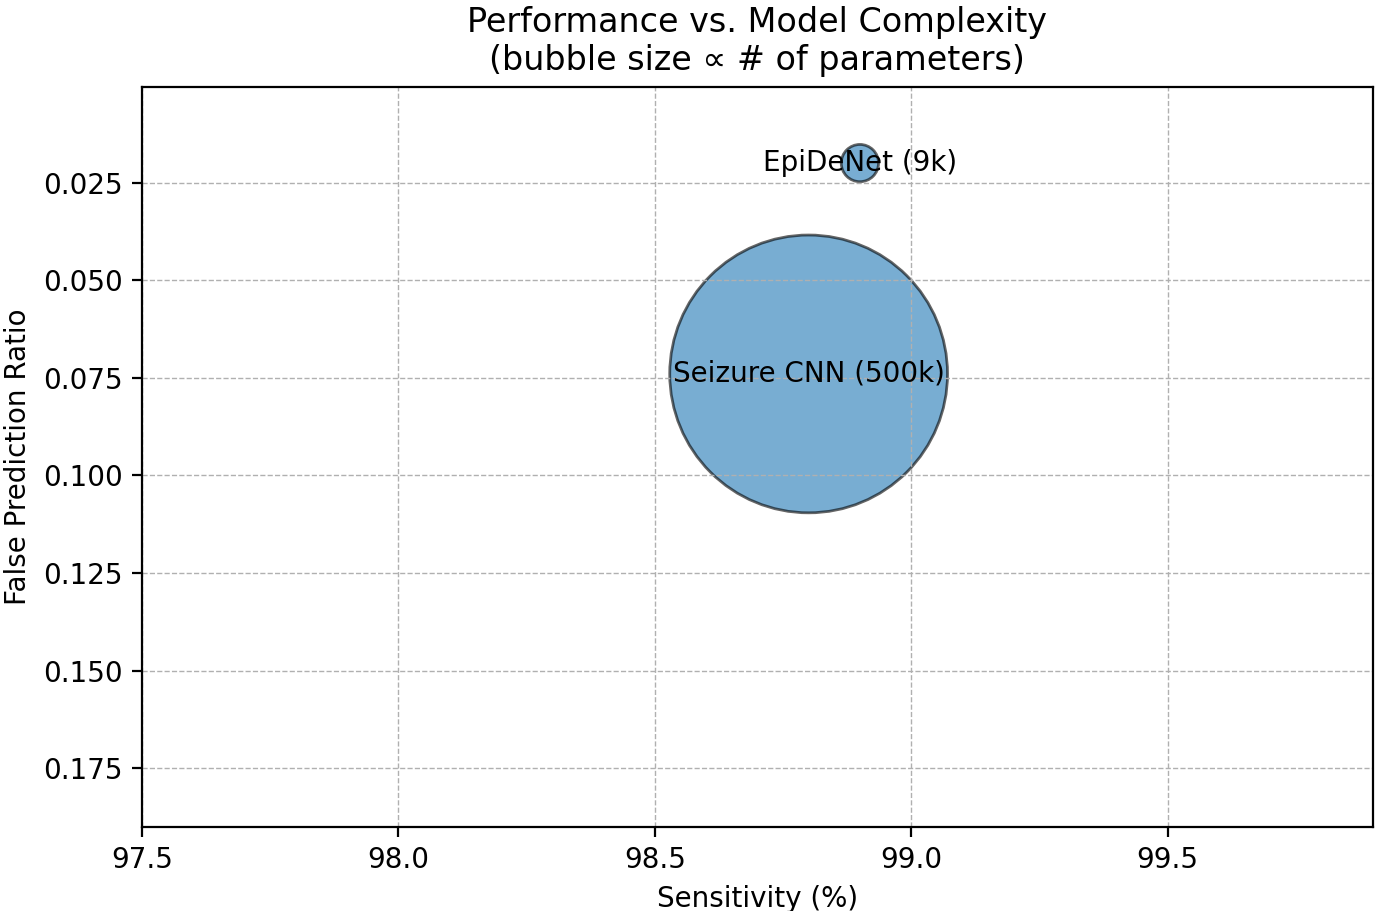 Performance vs. Model Complexity
(bubble size ∝ # of parameters)
EpiDeNet (9k)
Seizure CNN (500k)
False Prediction Ratio
0.025
0.050
0.075
0.100
0.125
0.150
0.175
97.5
98.0
98.5
99.0
99.5
Sensitivity (%)